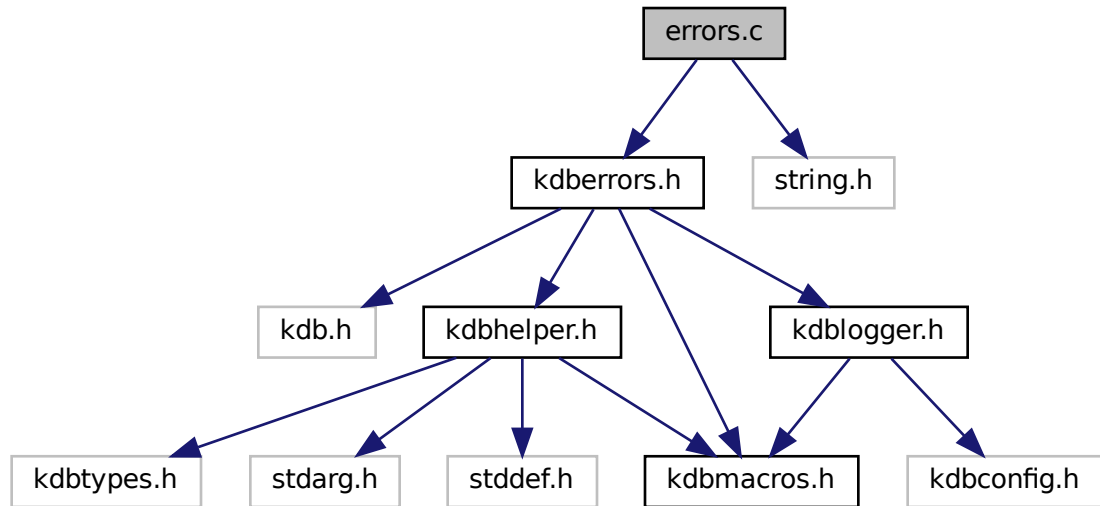 errors.c
kdberrors.h
string.h
kdb.h
kdbhelper.h
kdblogger.h
kdbtypes.h
stdarg.h
stddef.h
kdbmacros.h
kdbconfig.h